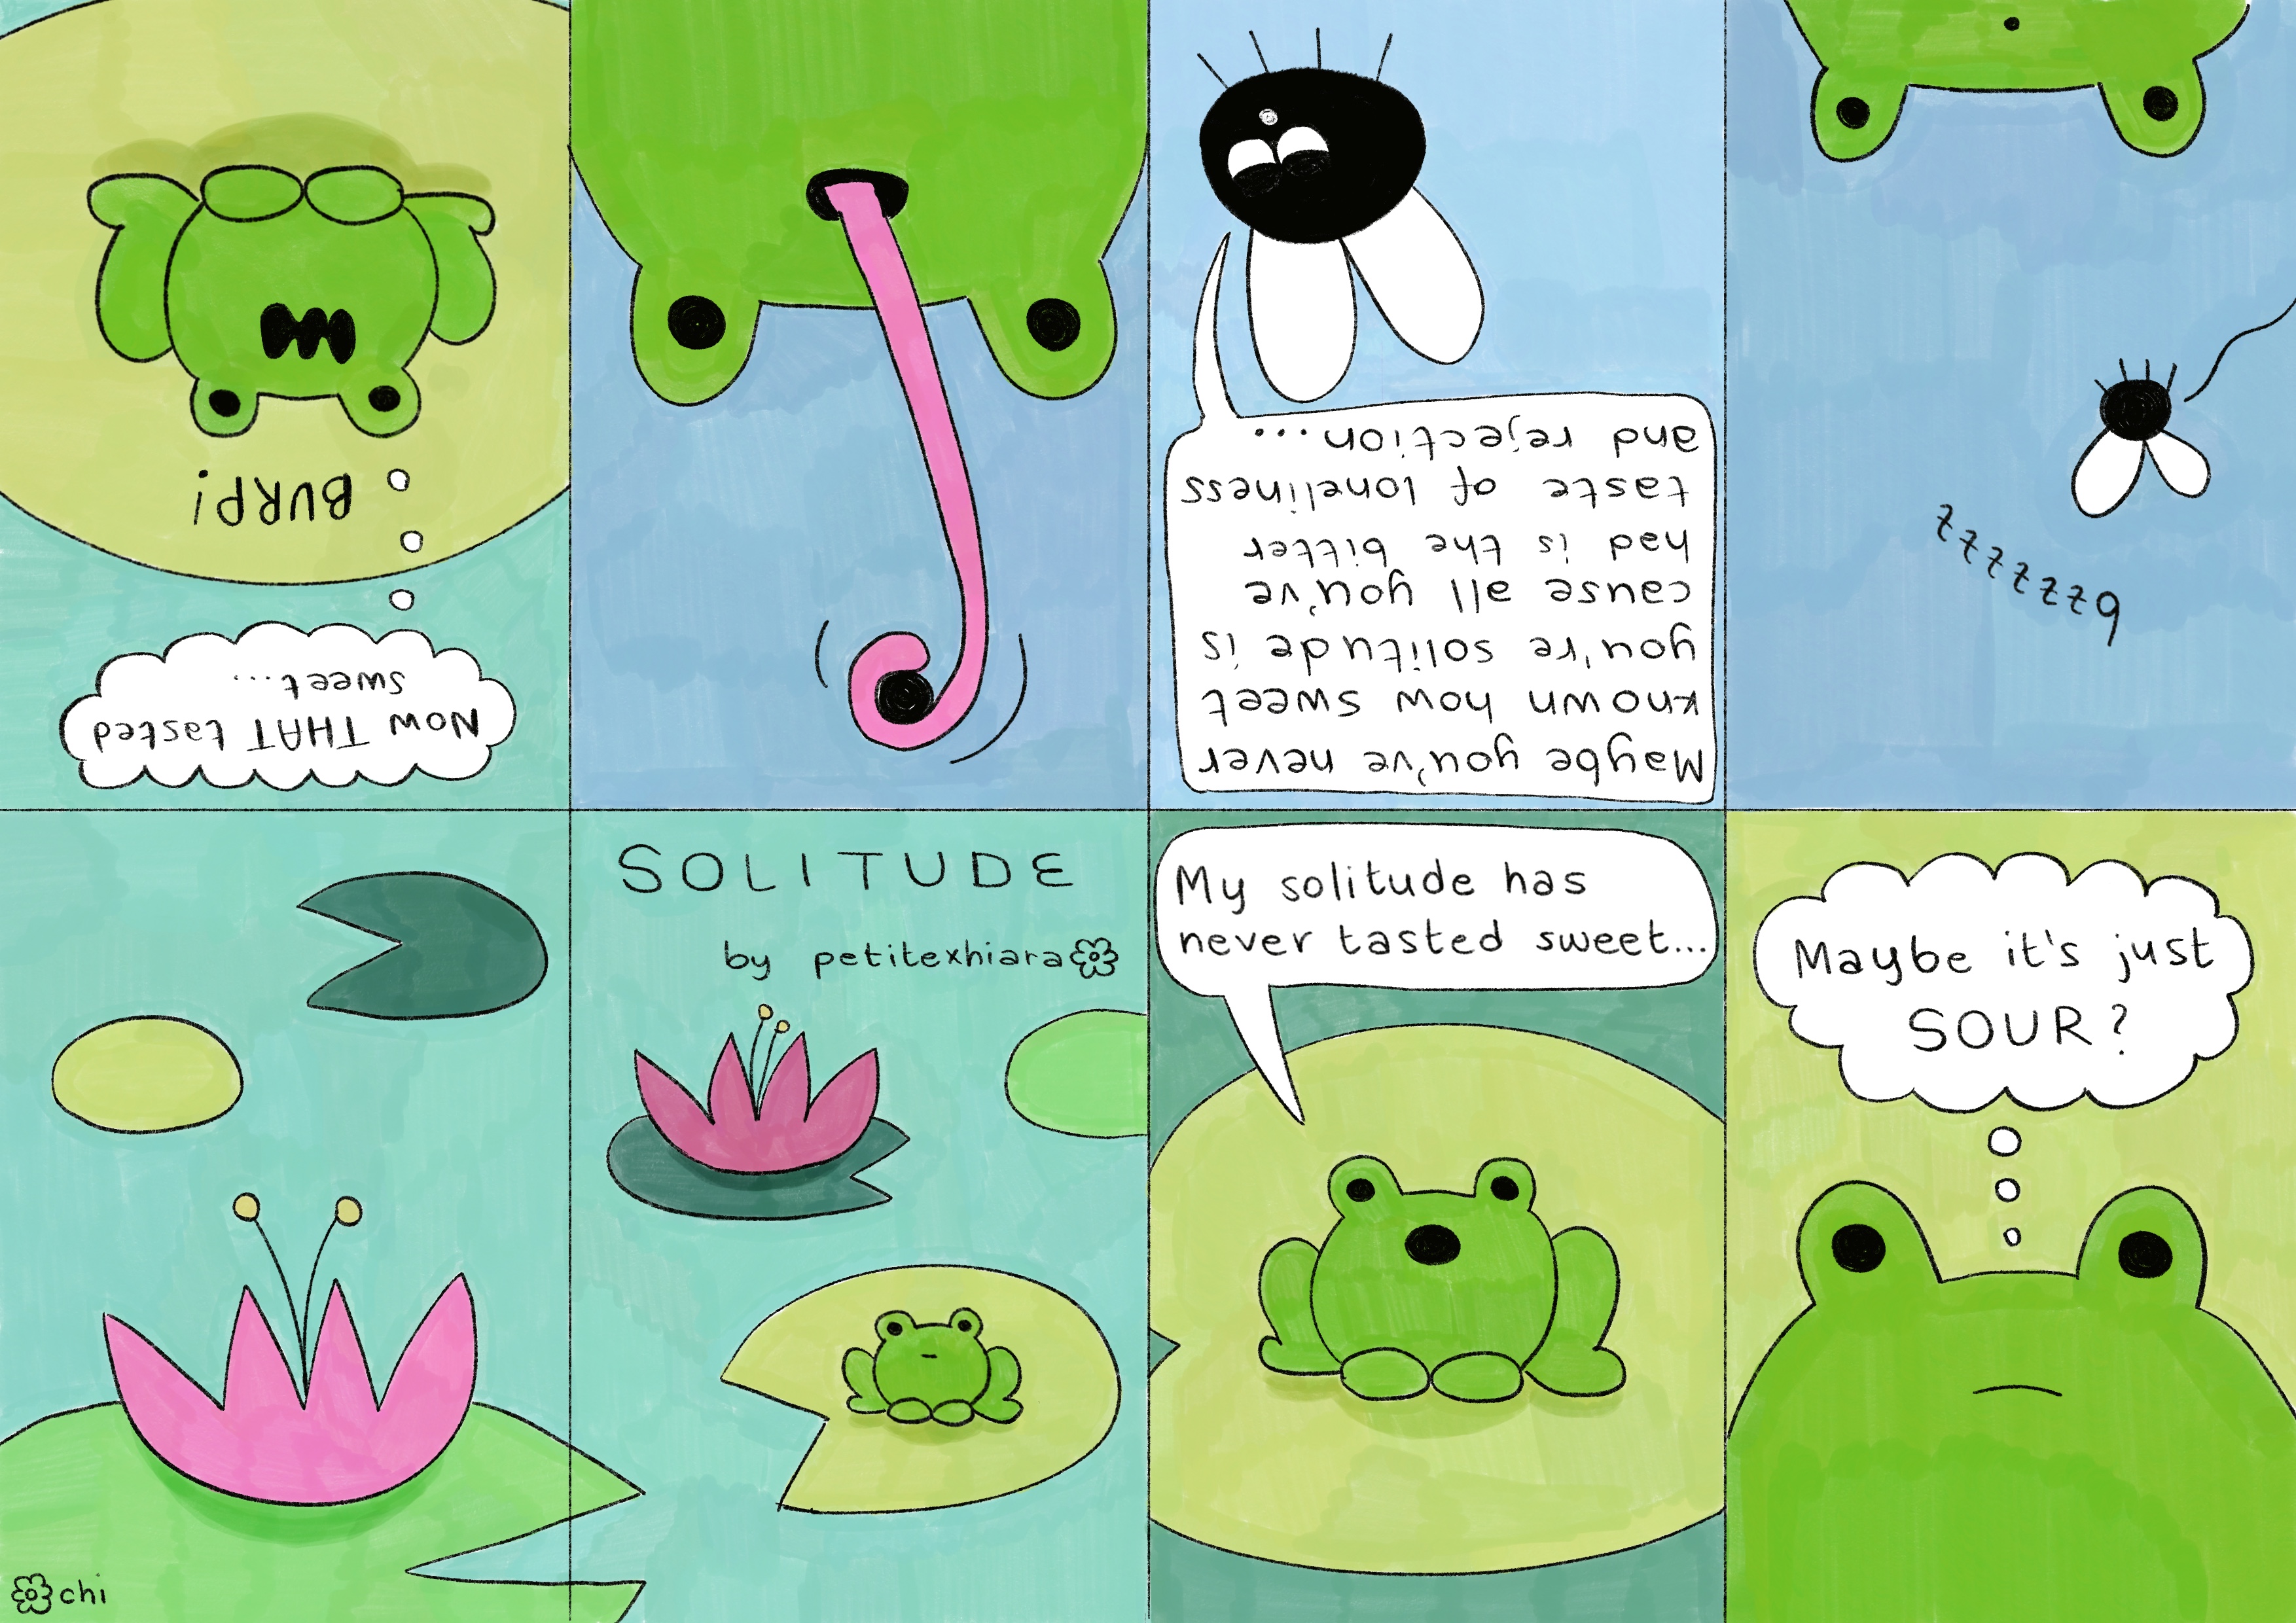 SOLITUDE
by petitexhiara
My solitude has
never tasted sweet...
Maybe it's just
SOUR?
bzzzzzzz
Maybe you've never
known how sweet
you're solitude is
cause all you've
had is the bitter
taste of loneliness
and rejection...
Now THAT tasted
sweet...
BURP!
chi